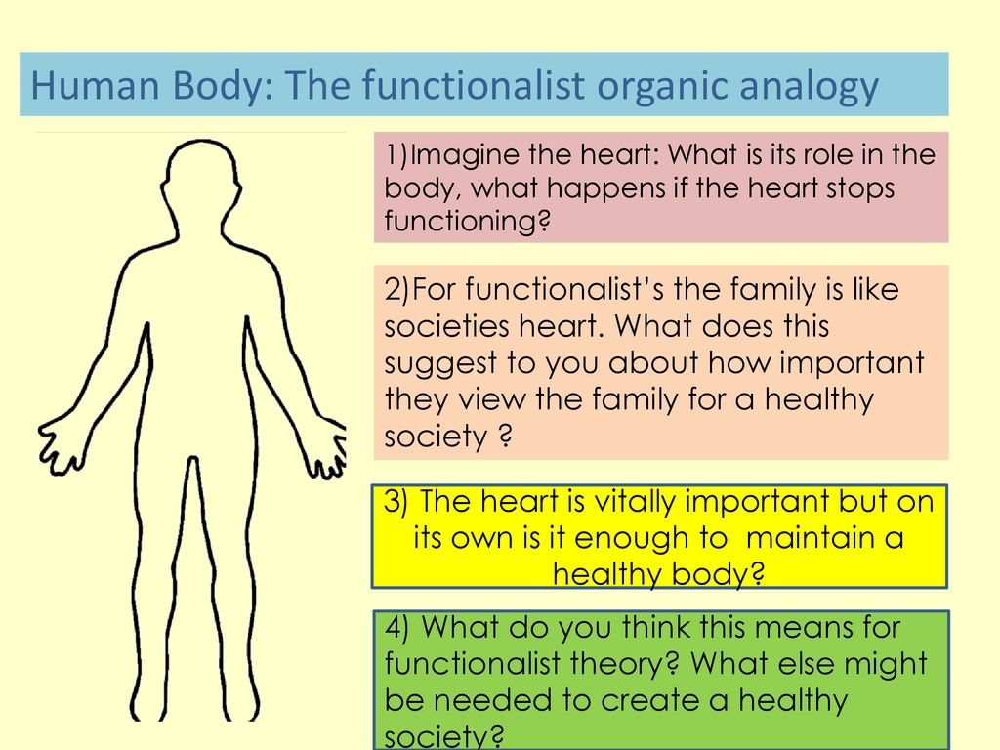 Human Body: The functionalist organic analogy
1)Imagine the heart: What is its role in the
body, what happens if the heart stops
functioning?
2)For functionalist’s the family is like
societies heart. What does this
suggest to you about how important
they view the family for a healthy
society ?
3) The heart is vitally important but on
its own is it enough to  maintain a
healthy body?
4) What do you think this means for
functionalist theory? What else might
be needed to create a healthy
society?